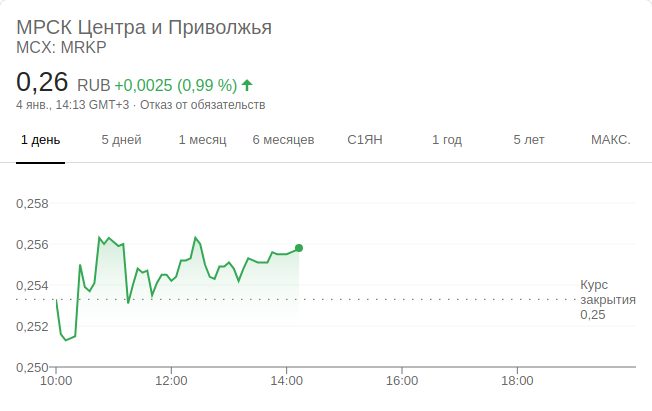 МРСК Центра и Приволжья
MCX: MRKP
0,26 RUB +0,0025 (0,99 %)
4 янв., 14:13 GMT+3 · Отказ от обязательств
1 день 5 дней 1 месяц 6 месяцев С1ЯН 1 год 5 лет МАКС.
0,258
0,256
0,254
Курс
закрытия
0,25
0,252
0,250
10:00 12:00 14:00 16:00 18:00